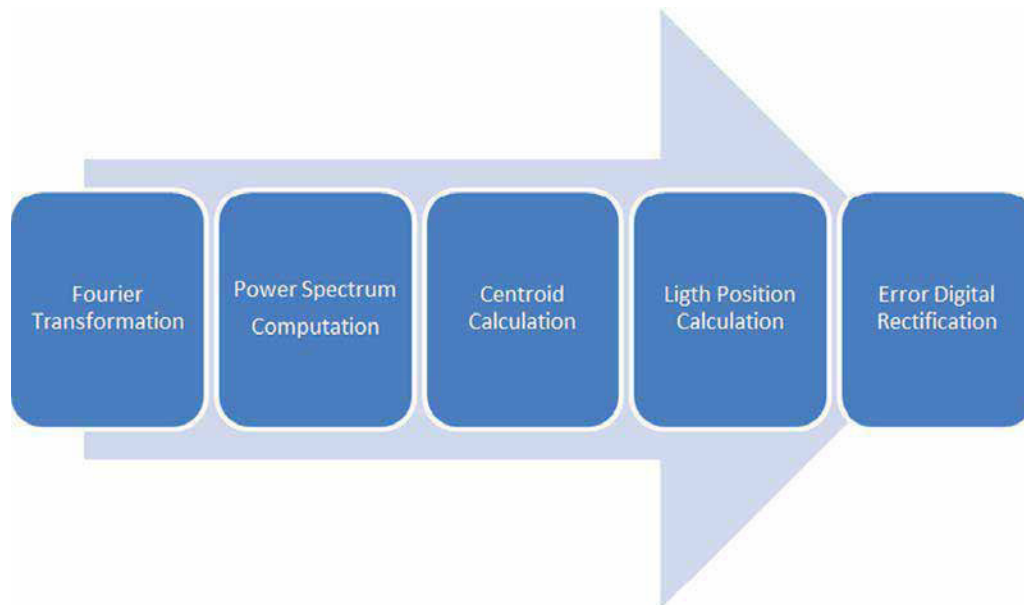 Fourier
Transformation
Power Spectrum
Computation
Centroid
Calculation
Ligth Position
Calculation
Error Digital
Rectification